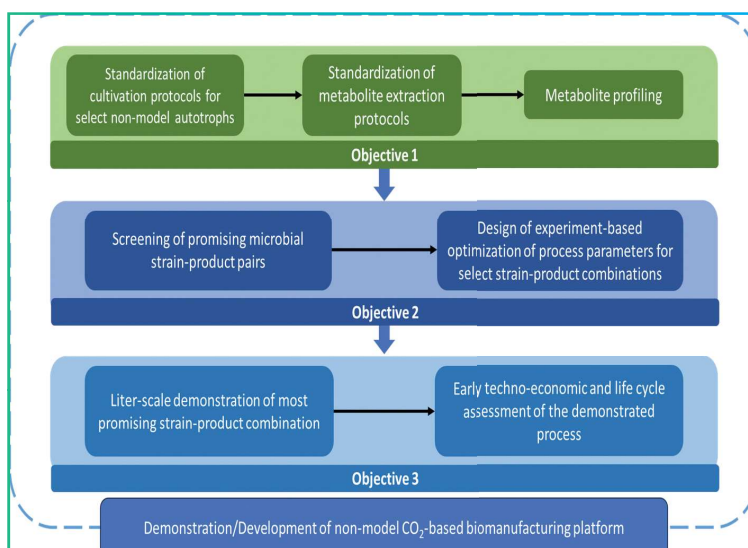 Standardization of
cultivation protocols for
select non-model autotrophs
Standardization of
metabolite extraction
protocols
Metabolite profiling
Objective 1
Screening of promising microbial
strain-product pairs
Design of experiment-based
optimization of process parameters for
select strain-product combinations
Objective 2
Liter-scale demonstration of most
promising strain-product combination
Early techno-economic and life cycle
assessment of the demonstrated
process
Objective 3
Demonstration/Development of non-model CO₂-based biomanufacturing platform